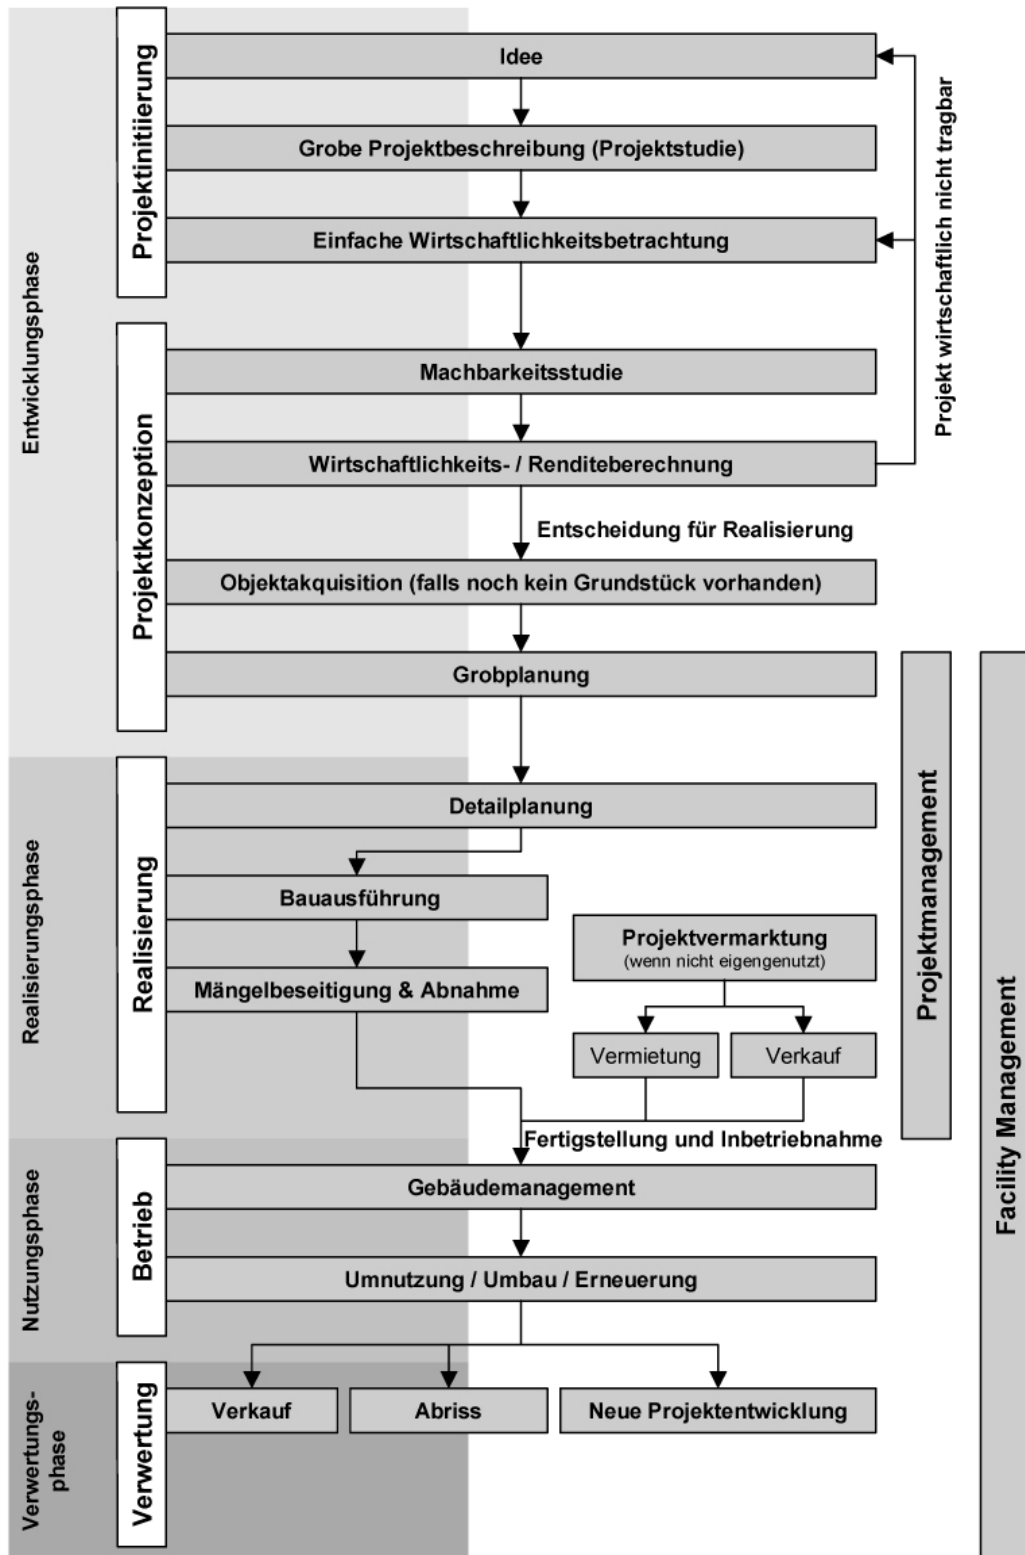 Entwicklungsphase
Projektinitiierung
Idee
Grobe Projektbeschreibung (Projektstudie)
Einfache Wirtschaftlichkeitsbetrachtung
Projekt wirtschaftlich nicht tragbar
Projektkonzeption
Machbarkeitsstudie
Wirtschaftlichkeits- / Renditeberechnung
Entscheidung für Realisierung
Objektakquisition (falls noch kein Grundstück vorhanden)
Grobplanung
Projektmanagement
Facility Management
Realisierungsphase
Realisierung
Detailplanung
Bauausführung
Mängelbeseitigung & Abnahme
Projektvermarktung
(wenn nicht eigengenutzt)
Vermietung
Verkauf
Fertigstellung und Inbetriebnahme
Nutzungsphase
Betrieb
Gebäudemanagement
Umnutzung / Umbau / Erneuerung
Verwertungs-
phase
Verwertung
Verkauf
Abriss
Neue Projektentwicklung